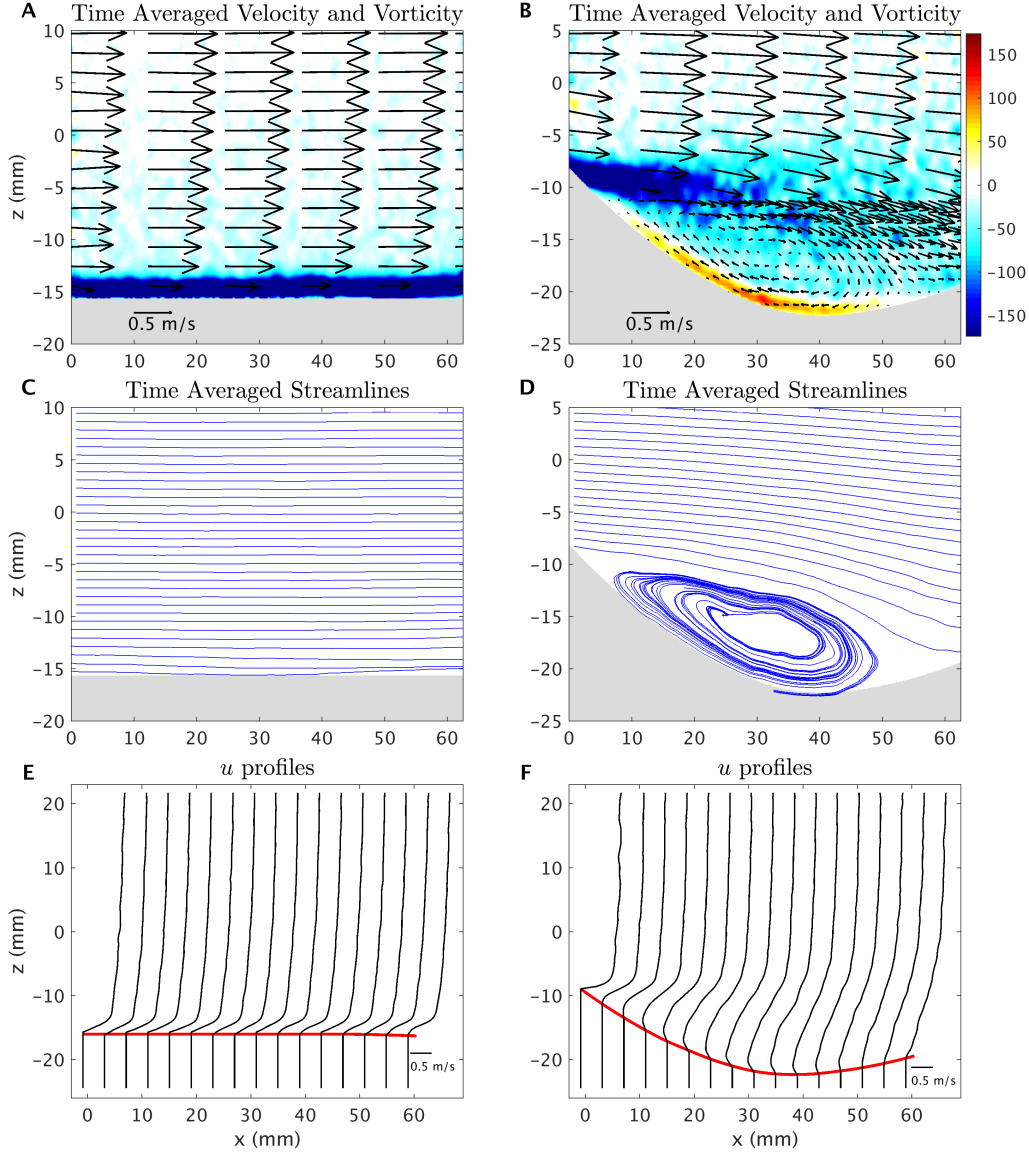 A Time Averaged Velocity and Vorticity
10
5
0
−5
−10
−15
−20
z (mm)
0.5 m/s
0 10 20 30 40 50 60
B Time Averaged Velocity and Vorticity
5
0
−5
−10
−15
−20
−25
0.5 m/s
0 10 20 30 40 50 60
150
100
50
0
−50
−100
−150
C Time Averaged Streamlines
10
5
0
−5
−10
−15
−20
z (mm)
0 10 20 30 40 50 60
D Time Averaged Streamlines
5
0
−5
−10
−15
−20
−25
0 10 20 30 40 50 60
E u profiles
20
10
0
−10
−20
z (mm)
0.5 m/s
0 10 20 30 40 50 60
x (mm)
F u profiles
20
10
0
−10
−20
0.5 m/s
0 10 20 30 40 50 60
x (mm)